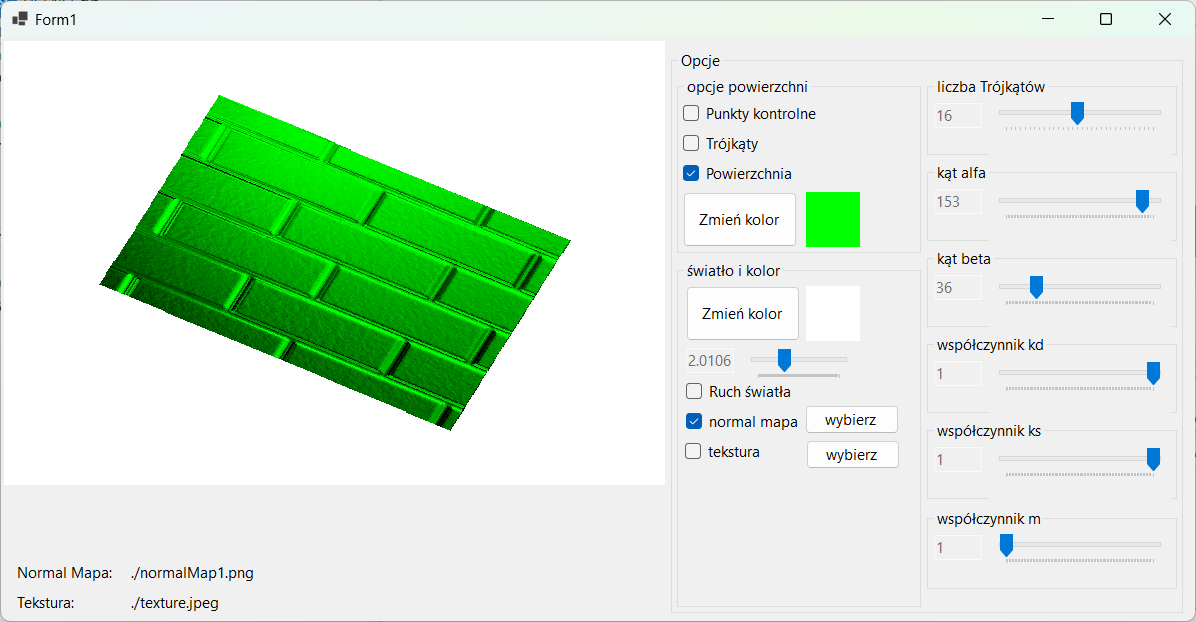 Form1
Opcje
opcje powierzchni
Punkty kontrolne
Trójkąty
Powierzchnia
Zmień kolor
światło i kolor
Zmień kolor
2.0106
Ruch światła
normal mapa
wybierz
tekstura
wybierz
liczba Trójkątów
16
kąt alfa
153
kąt beta
36
współczynnik kd
1
współczynnik ks
1
współczynnik m
1
Normal Mapa: ./normalMap1.png
Tekstura: ./texture.jpeg